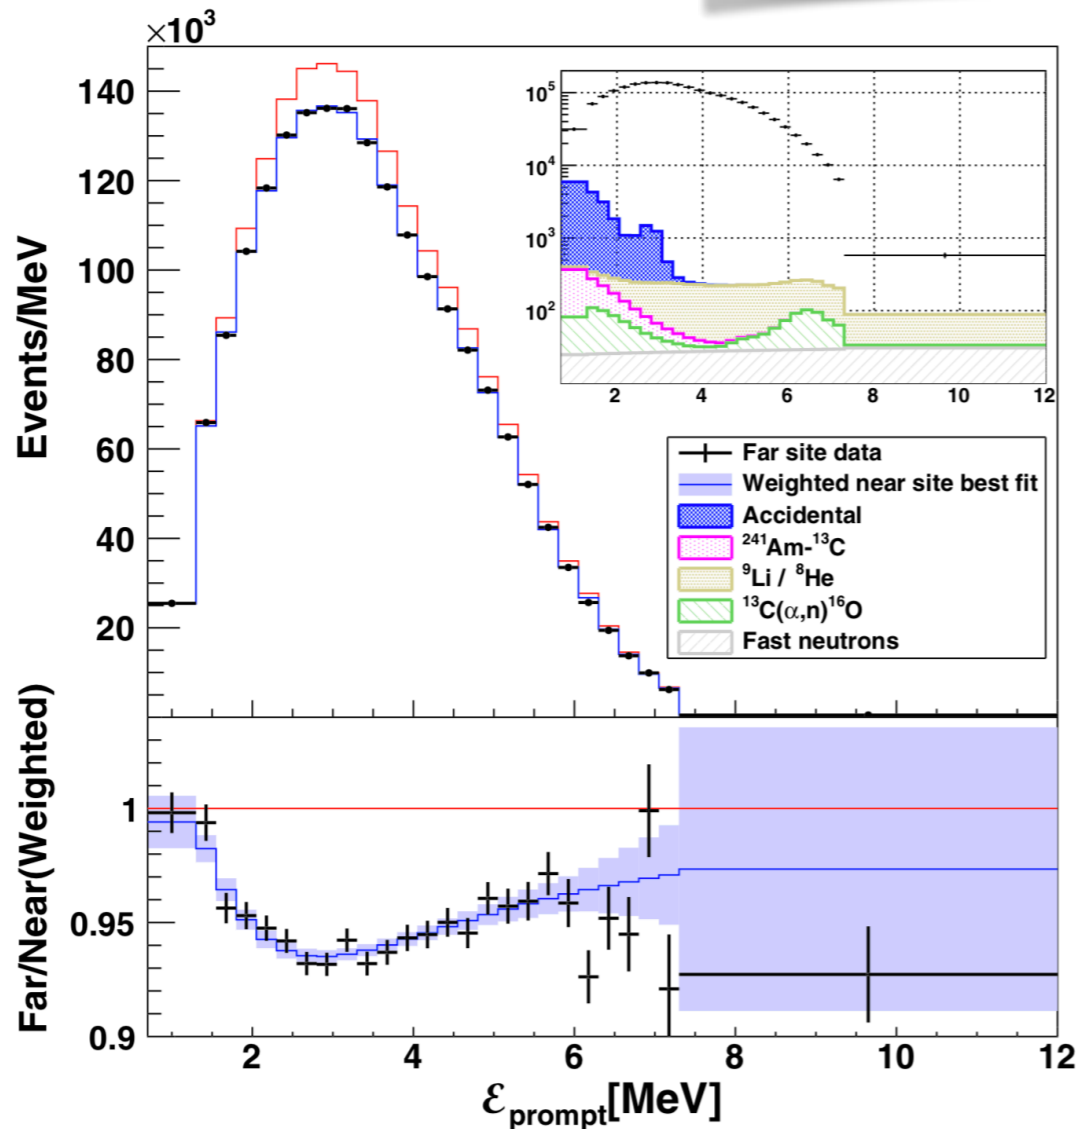 ×10³
140
120
100
80
60
40
20
Events/MeV
10⁵
10⁴
10³
10²
2 4 6 8 10 12
Far site data
Weighted near site best fit
Accidental
²⁴¹Am-¹³C
⁹Li / ⁸He
¹³C(α,n)¹⁶O
Fast neutrons
1
0.95
0.9
Far/Near(Weighted)
2 4 6 8 10 12
ℰprompt[MeV]